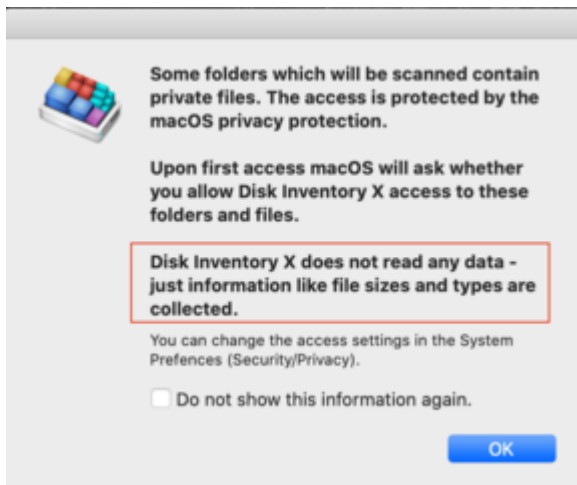 Some folders which will be scanned contain
private files. The access is protected by the
macOS privacy protection.
Upon first access macOS will ask whether
you allow Disk Inventory X access to these
folders and files.
Disk Inventory X does not read any data -
just information like file sizes and types are
collected.
You can change the access settings in the System
Prefences (Security/Privacy).
Do not show this information again.
OK